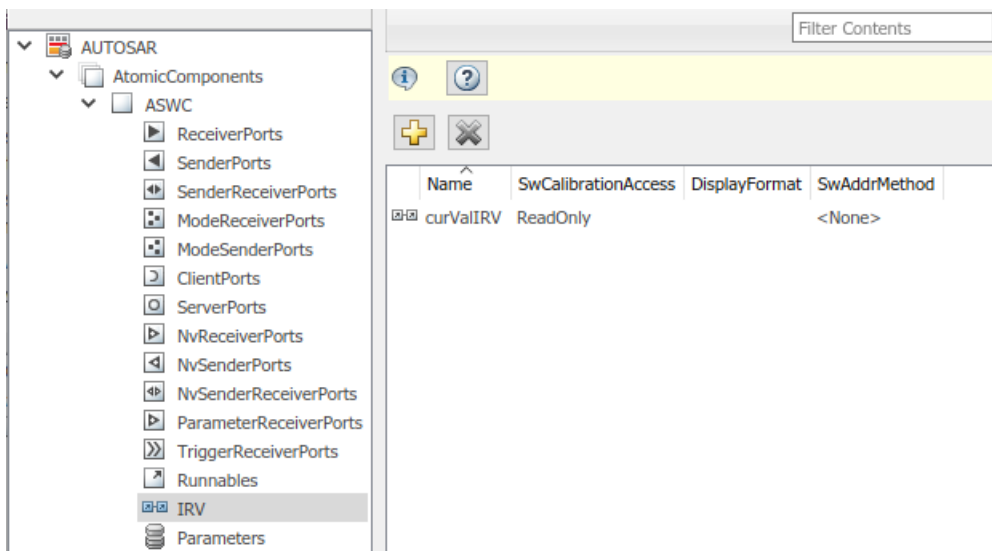 Filter Contents
AUTOSAR
AtomicComponents
ASWC
ReceiverPorts
SenderPorts
SenderReceiverPorts
ModeReceiverPorts
ModeSenderPorts
ClientPorts
ServerPorts
NvReceiverPorts
NvSenderPorts
NvSenderReceiverPorts
ParameterReceiverPorts
TriggerReceiverPorts
Runnables
IRV
Parameters
Name SwCalibrationAccess DisplayFormat SwAddrMethod
curValIRV ReadOnly <None>